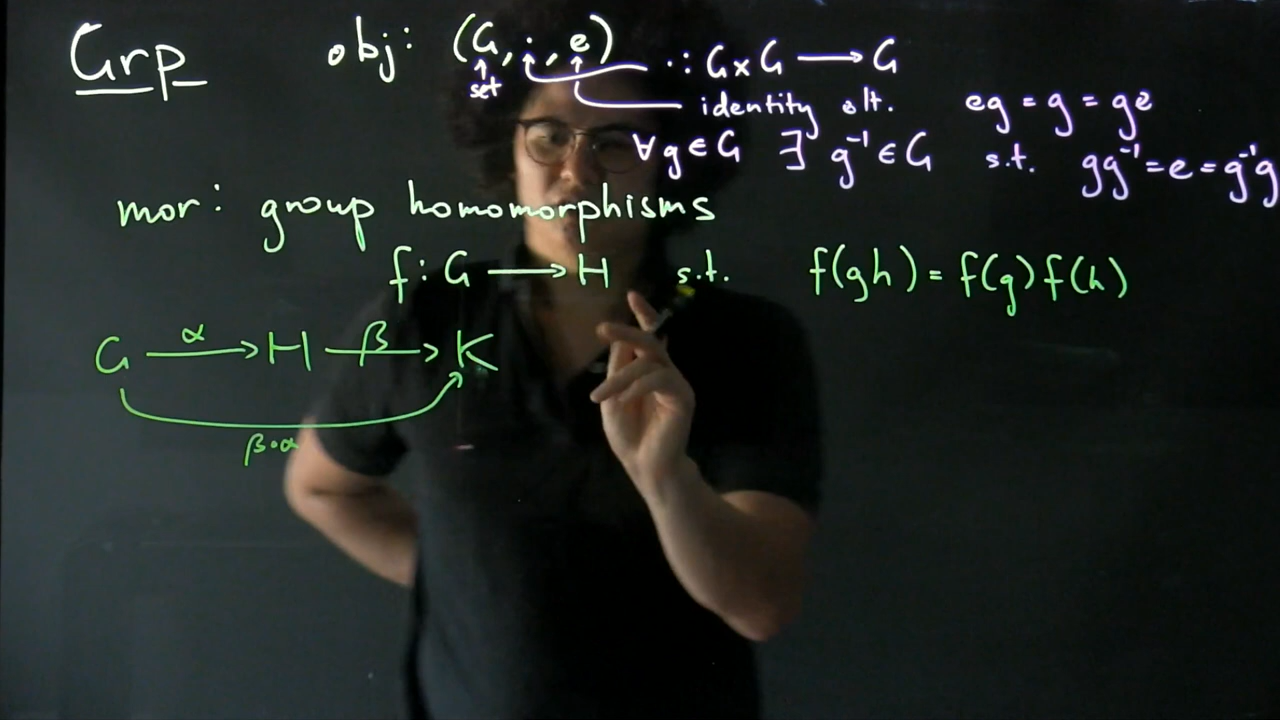 Grp obj: (G, ·, e) ·: G×G ⟶ G
set
identity elt. eg = g = ge
∀g∈G ∃ g⁻¹∈G s.t. gg⁻¹=e=g⁻¹g
mor: group homomorphisms
f: G ⟶ H s.t. f(gh) = f(g)f(h)
G ⟶ H ⟶ K
α β
β∘α